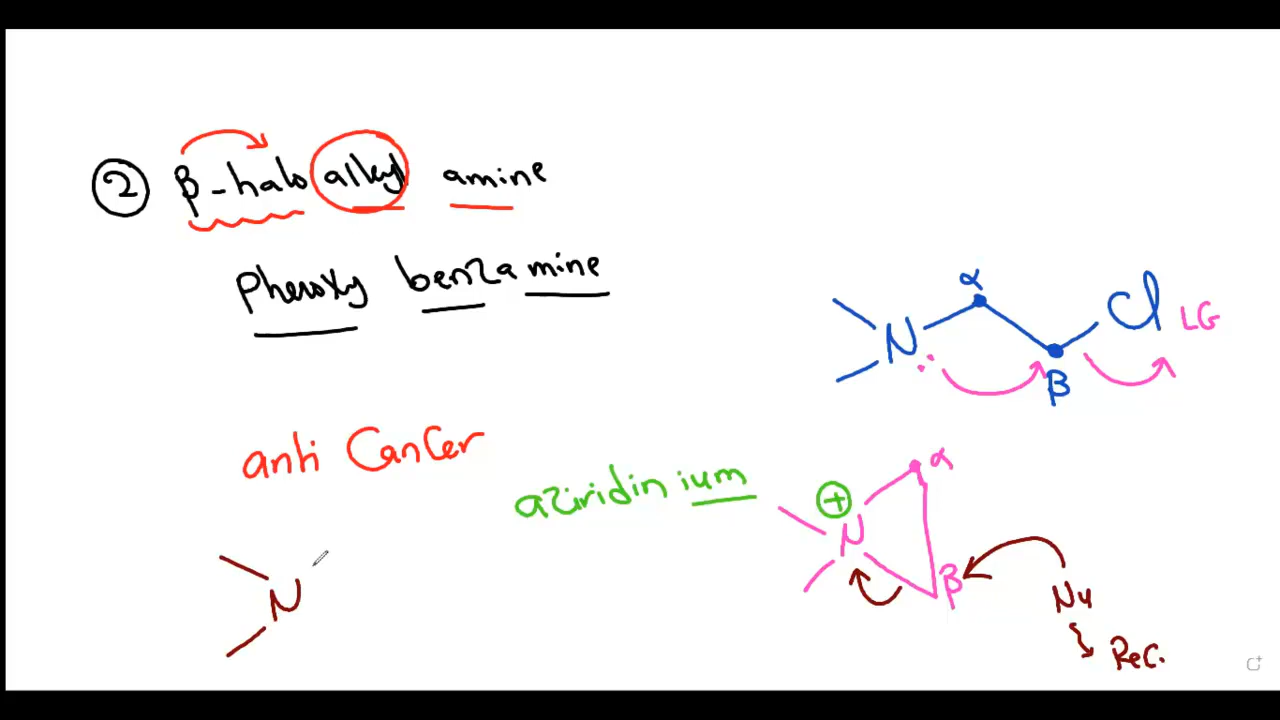 2 β-halo alkyl amine
phenoxy benzamine
α
N Cl LG
β
anti Cancer
α
aziridinium + N
β
N
Nu
Rec.